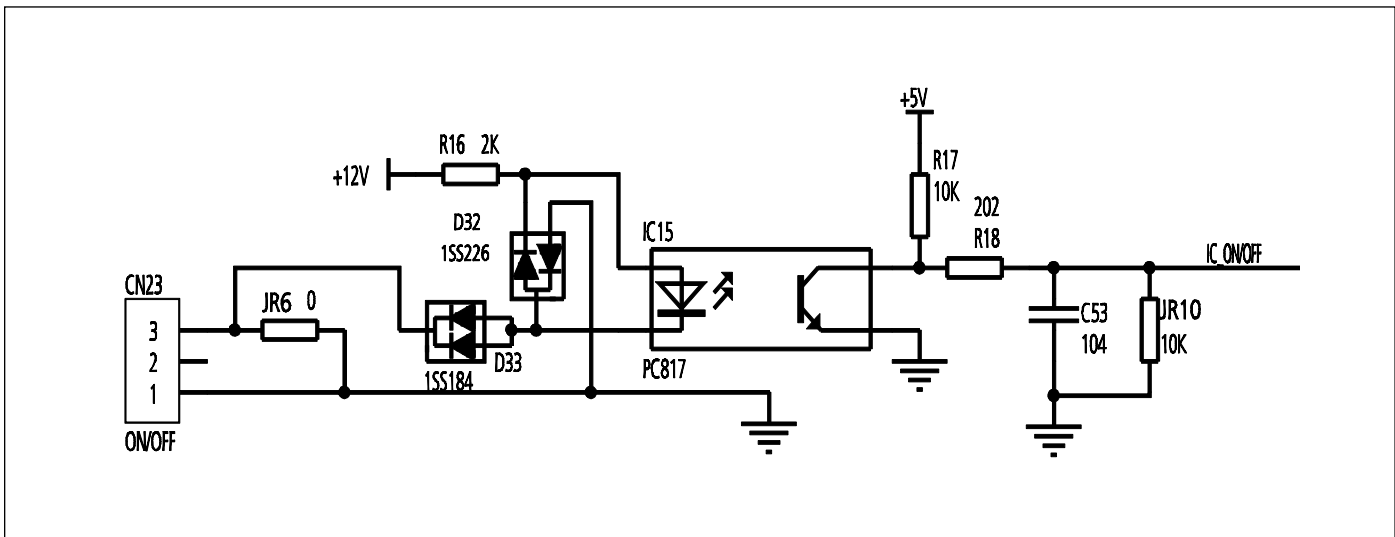 +5V
R16 2K
R17
10K
+12V
202
R18
D32
1SS226
IC15
IC_ON/OFF
CN23
JR6 0
3
2
1
C53
104
JR10
10K
D33
1SS184
PC817
ON/OFF